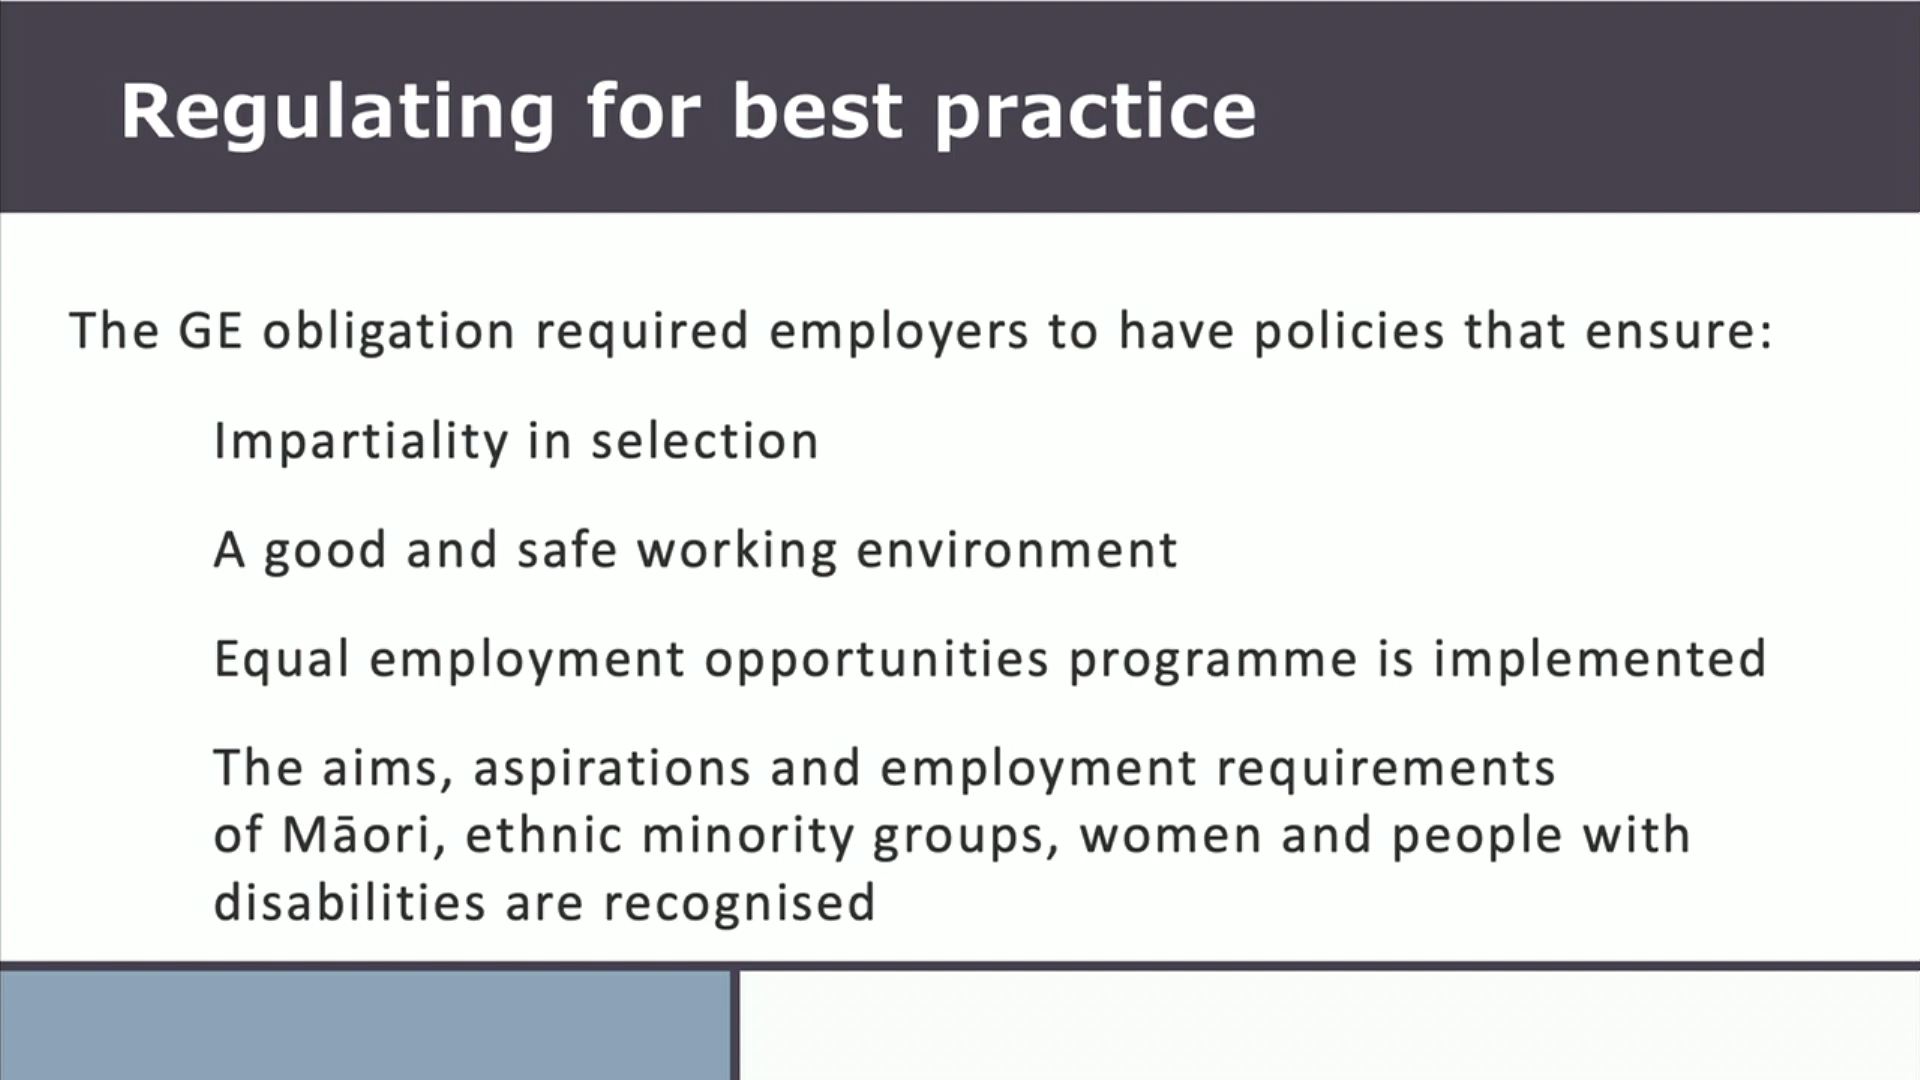 Regulating for best practice
The GE obligation required employers to have policies that ensure:
Impartiality in selection
A good and safe working environment
Equal employment opportunities programme is implemented
The aims, aspirations and employment requirements
of Māori, ethnic minority groups, women and people with
disabilities are recognised